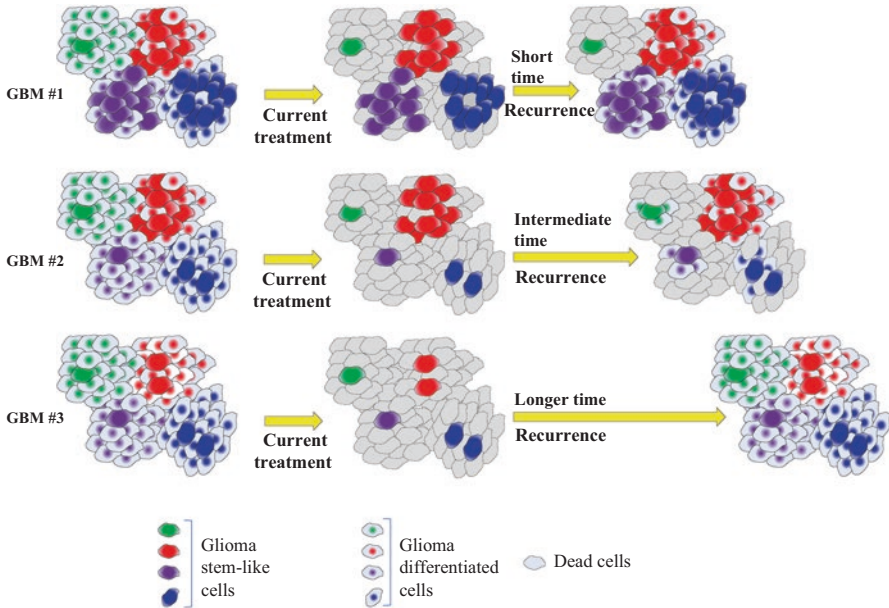 GBM #1
Current
treatment
Short
time
Recurrence
GBM #2
Current
treatment
Intermediate
time
Recurrence
GBM #3
Current
treatment
Longer time
Recurrence
Glioma
stem-like
cells
Glioma
differentiated
cells
Dead cells